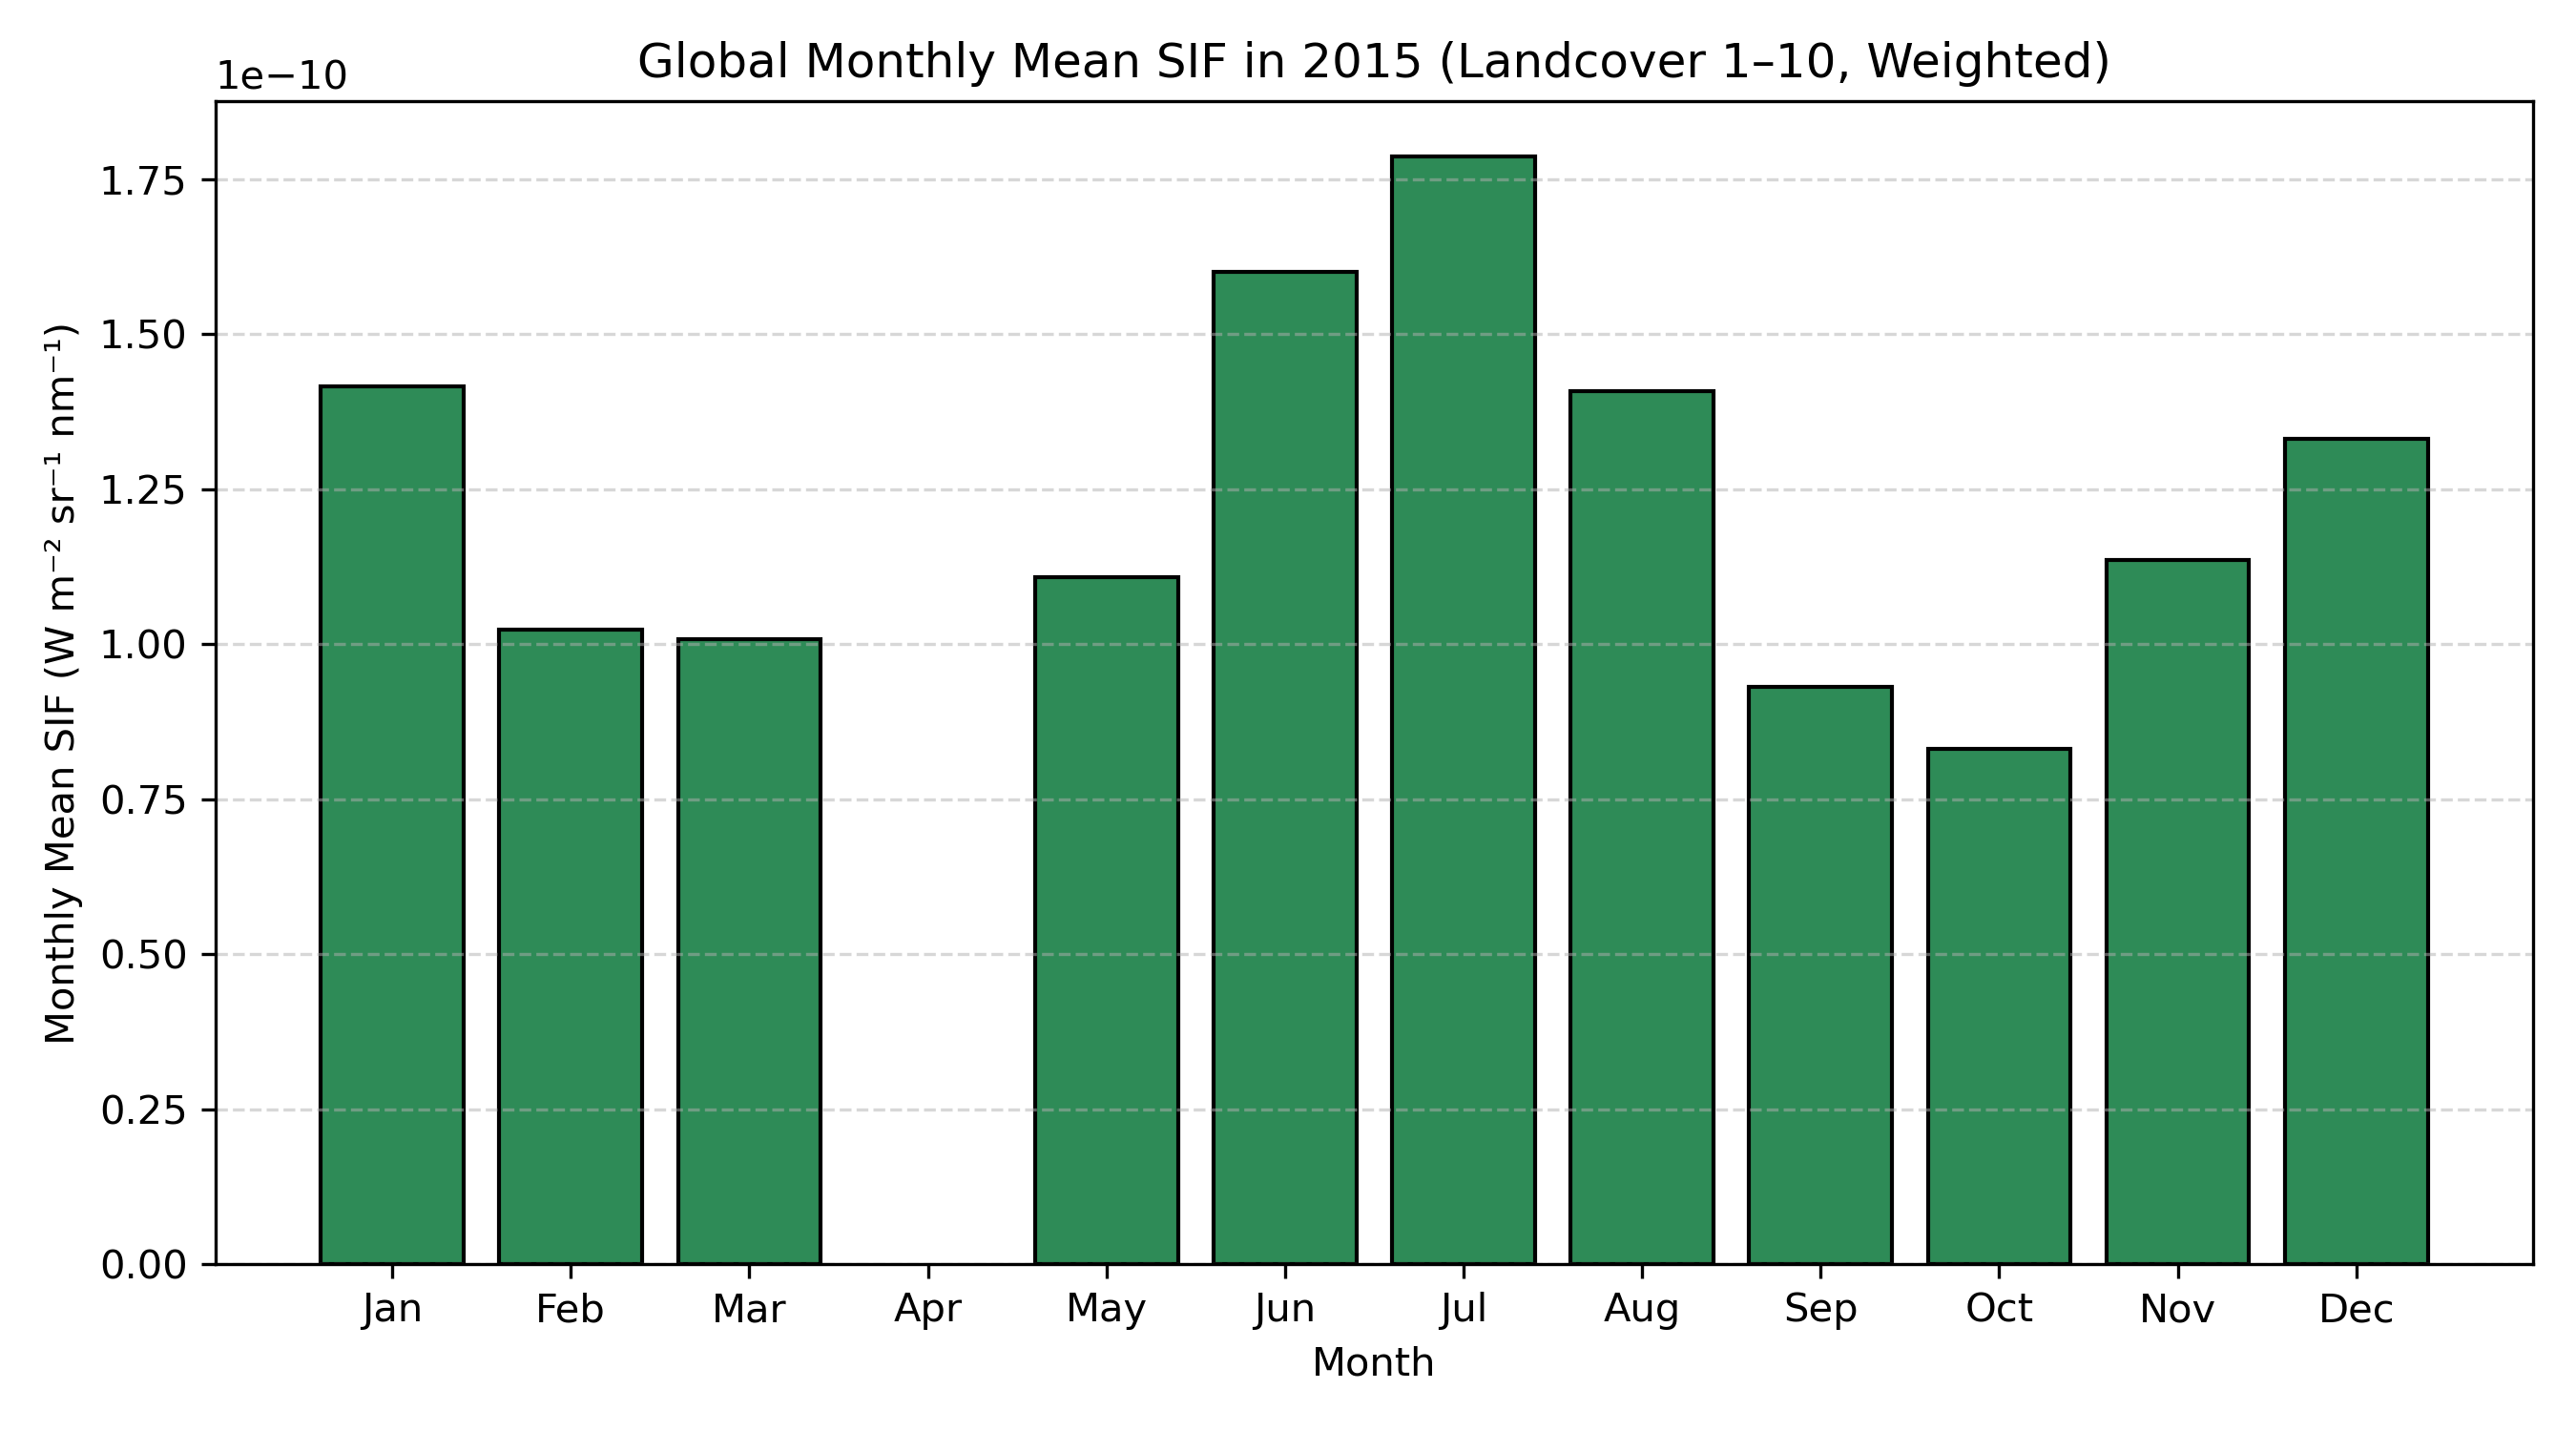 Global Monthly Mean SIF in 2015 (Landcover 1–10, Weighted)
1e−10
1.75
1.50
1.25
1.00
0.75
0.50
0.25
0.00
Monthly Mean SIF (W m⁻² sr⁻¹ nm⁻¹)
Jan Feb Mar Apr May Jun Jul Aug Sep Oct Nov Dec
Month